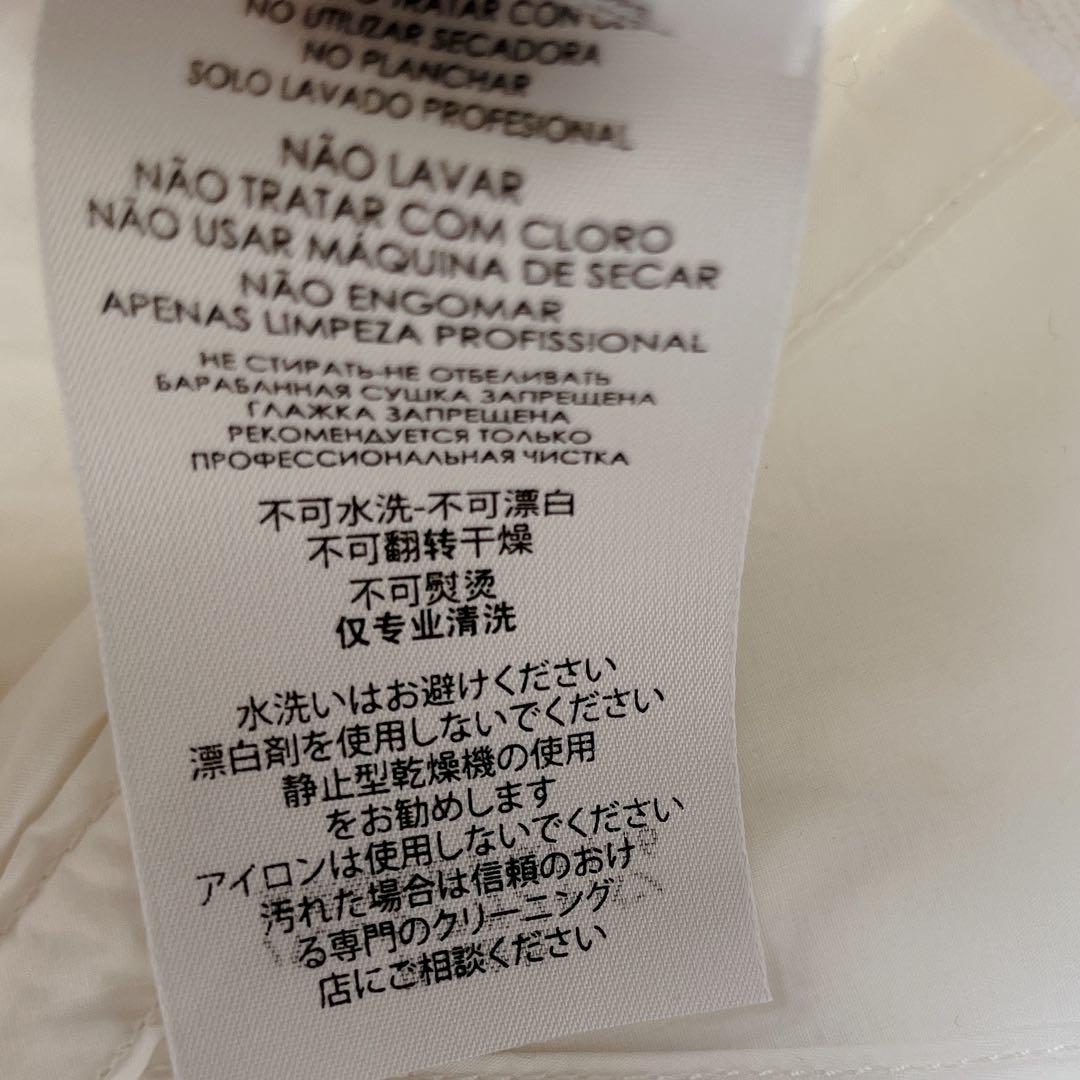 TRATAR CON
NO UTILIZAR SECADORA
NO PLANCHAR
SOLO LAVADO PROFESIONAL
NÃO LAVAR
NÃO TRATAR COM CLORO
NÃO USAR MÁQUINA DE SECAR
NÃO ENGOMAR
APENAS LIMPEZA PROFISSIONAL
НЕ СТИРАТЬ-НЕ ОТБЕЛИВАТЬ
БАРАБАННАЯ СУШКА ЗАПРЕЩЕНА
ГЛАЖКА ЗАПРЕЩЕНА
РЕКОМЕНДУЕТСЯ ТОЛЬКО
ПРОФЕССИОНАЛЬНАЯ ЧИСТКА
不可水洗-不可漂白
不可翻转干燥
不可熨烫
仅专业清洗
水洗いはお避けください
漂白剤を使用しないでください
静止型乾燥機の使用
をお勧めします
アイロンは使用しないでください
汚れた場合は信頼のおけ
る専門のクリーニング
店にご相談ください